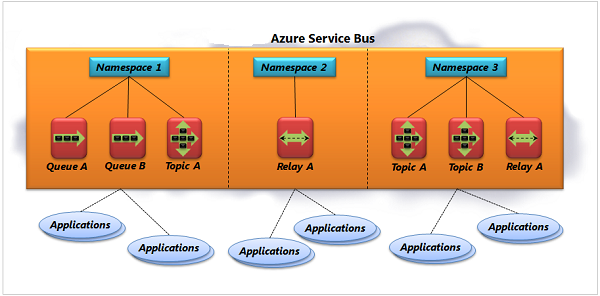 Azure Service Bus
Namespace 1
Namespace 2
Namespace 3
Queue A
Queue B
Topic A
Relay A
Topic A
Topic B
Relay A
Applications
Applications
Applications
Applications
Applications
Applications